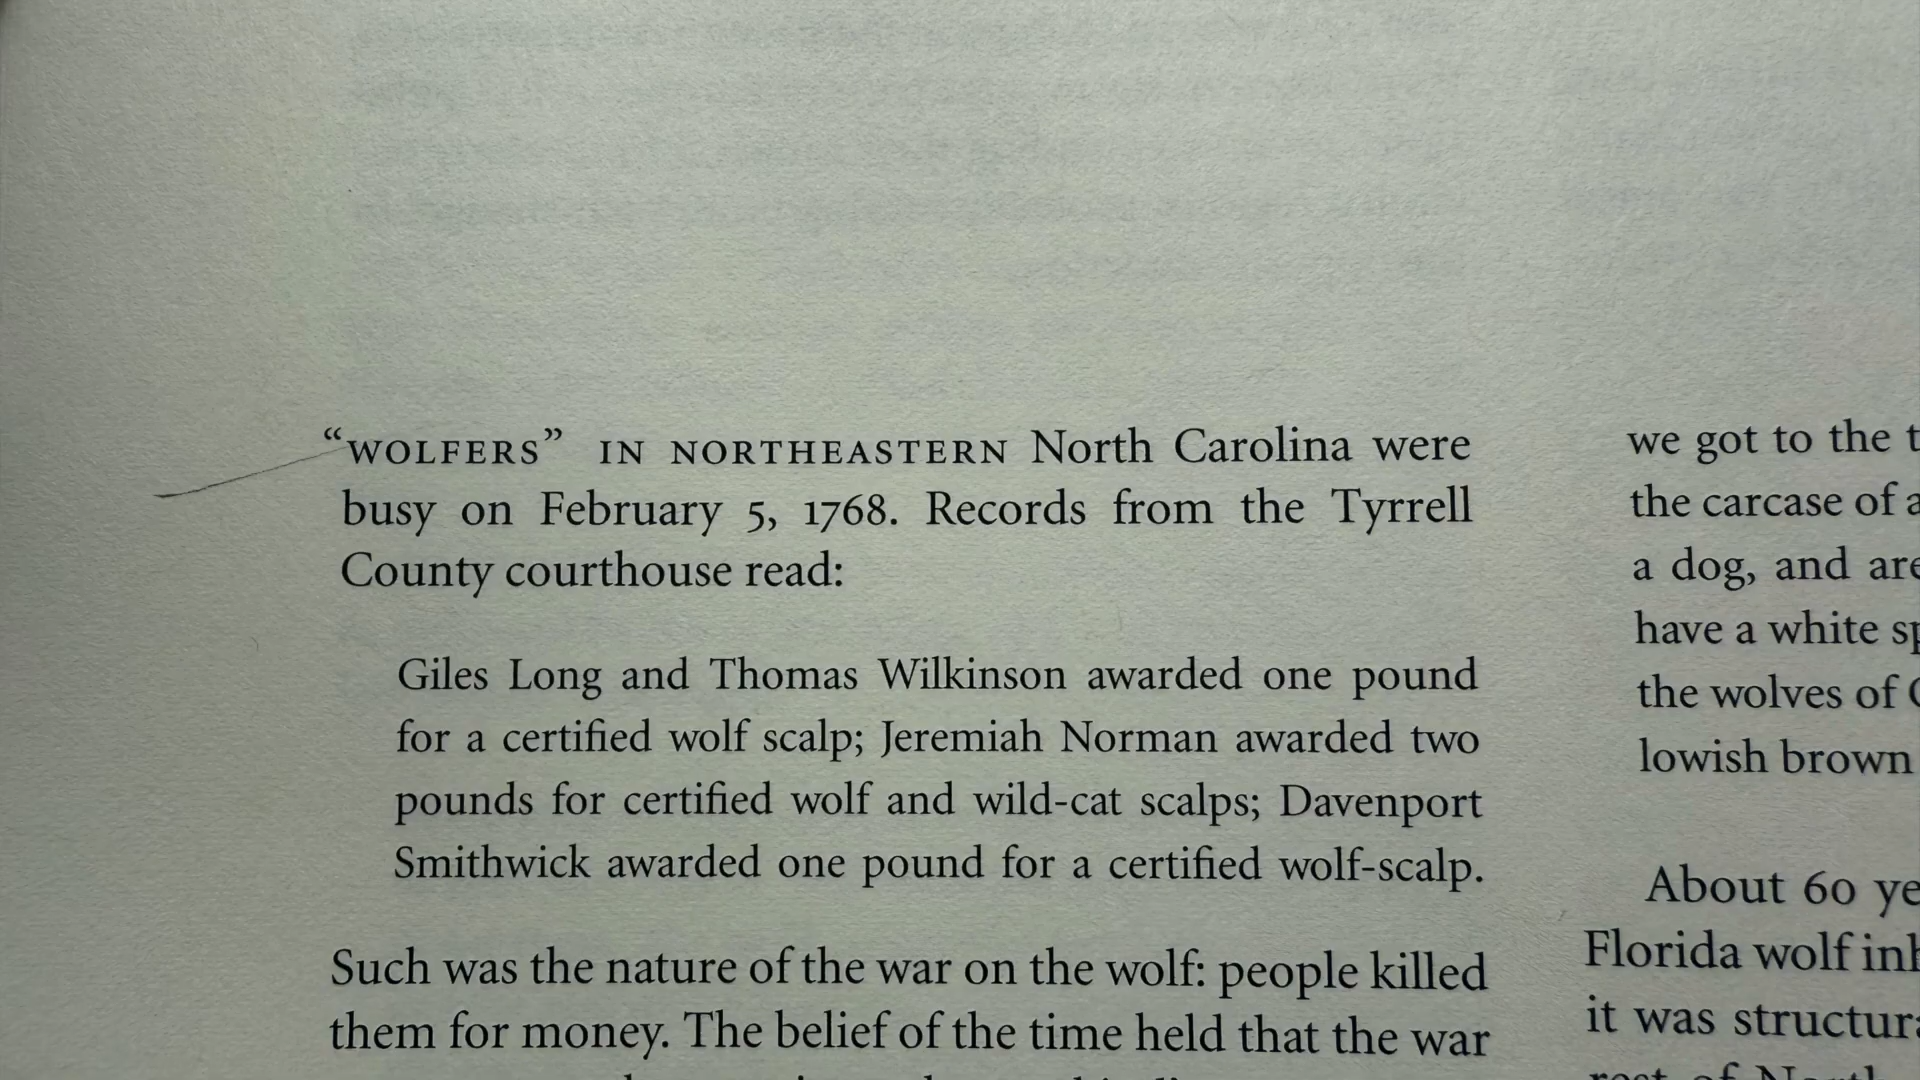 “WOLFERS” IN NORTHEASTERN North Carolina were
busy on February 5, 1768. Records from the Tyrrell
County courthouse read:
Giles Long and Thomas Wilkinson awarded one pound
for a certified wolf scalp; Jeremiah Norman awarded two
pounds for certified wolf and wild-cat scalps; Davenport
Smithwick awarded one pound for a certified wolf-scalp.
Such was the nature of the war on the wolf: people killed
them for money. The belief of the time held that the war
we got to the
the carcase of
a dog, and
have a white
the wolves of
lowish brown
About 60
Florida wolf
it was